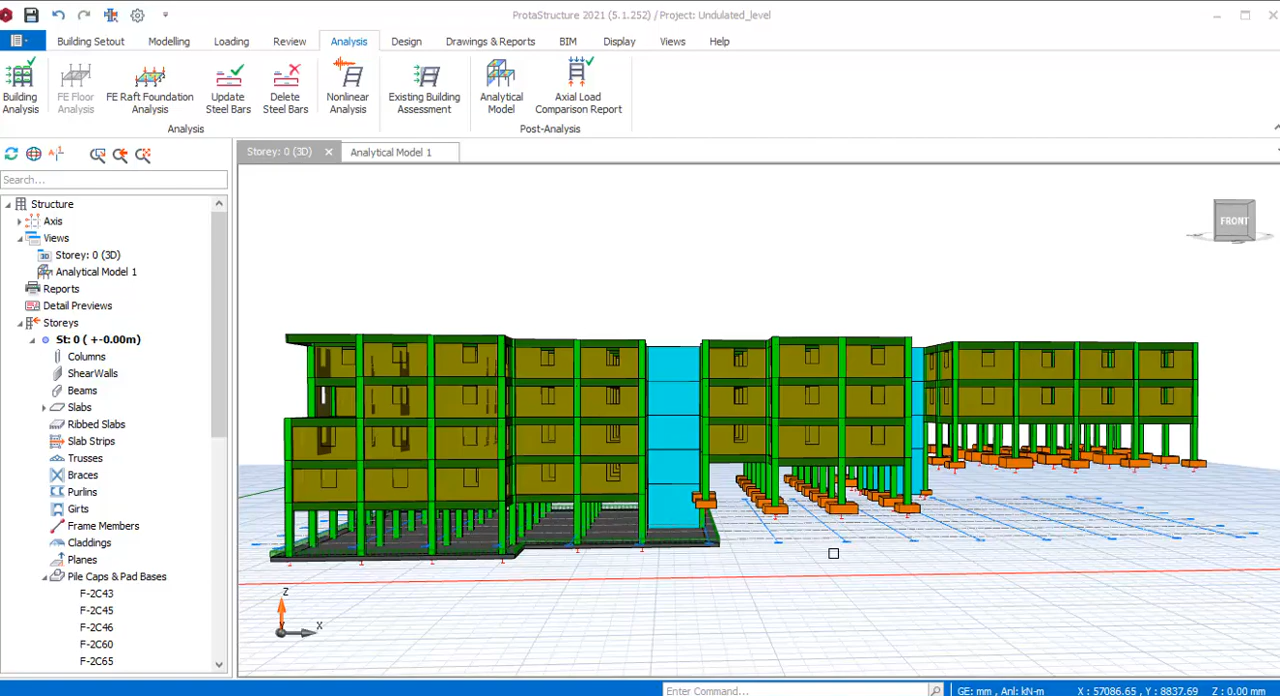 ProtaStructure 2021 (5.1.252) / Project: Undulated_level
Building Setout Modelling Loading Review Analysis Design Drawings & Reports BIM Display Views Help
Building Analysis
FE Floor Analysis
FE Raft Foundation Analysis
Update Steel Bars
Delete Steel Bars
Nonlinear Analysis
Existing Building Assessment
Analytical Model
Axial Load Comparison Report
Analysis
Post-Analysis
Storey: 0 (3D)
Analytical Model 1
Search...
Structure
Axis
Views
Storey: 0 (3D)
Analytical Model 1
Reports
Detail Previews
Storeys
St: 0 ( +-0.00m)
Columns
ShearWalls
Beams
Slabs
Ribbed Slabs
Slab Strips
Trusses
Braces
Purlins
Girts
Frame Members
Claddings
Planes
Pile Caps & Pad Bases
F-2C43
F-2C45
F-2C46
F-2C60
F-2C65
FRONT
Z
X
Enter Command...
GE: mm , Anl: kN-m
X : 57086.65 , Y : 8837.69
Z: 0.00 mm